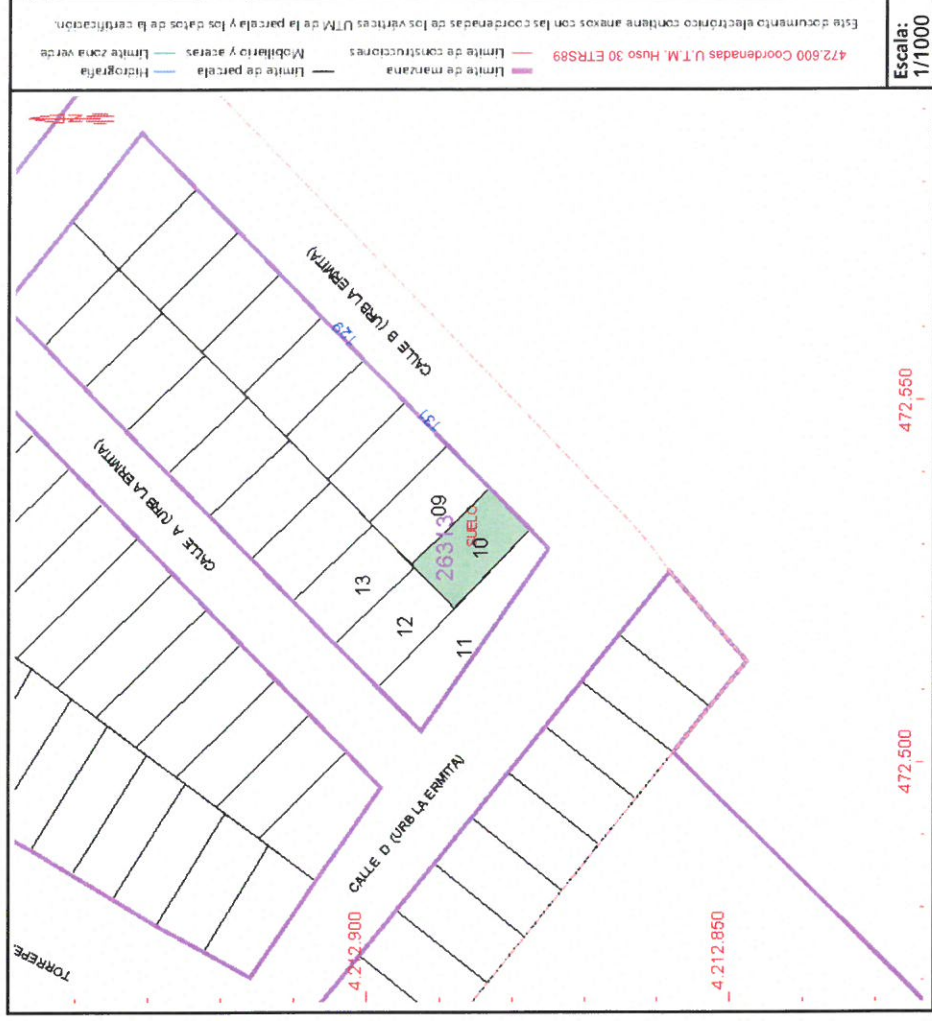 Escala:
1/1000
Límite de manzana
Límite de parcela
Hidrografía
472.600 Coordenadas U.T.M. Huso 30 ETRS89
Límite de construcciones
Mobiliario y aceras
Límite zona verde
Este documento electrónico contiene anexos con las coordenadas de los vértices UTM de la parcela y los datos de la certificación.
CALLE B (URB LA ERMITA)
129
131
CALLE A (URB LA ERMITA)
09
26313
SUELO
10
13
12
11
CALLE D (URB LA ERMITA)
TORREPE
4.212.900
4.212.850
472.500
472.550